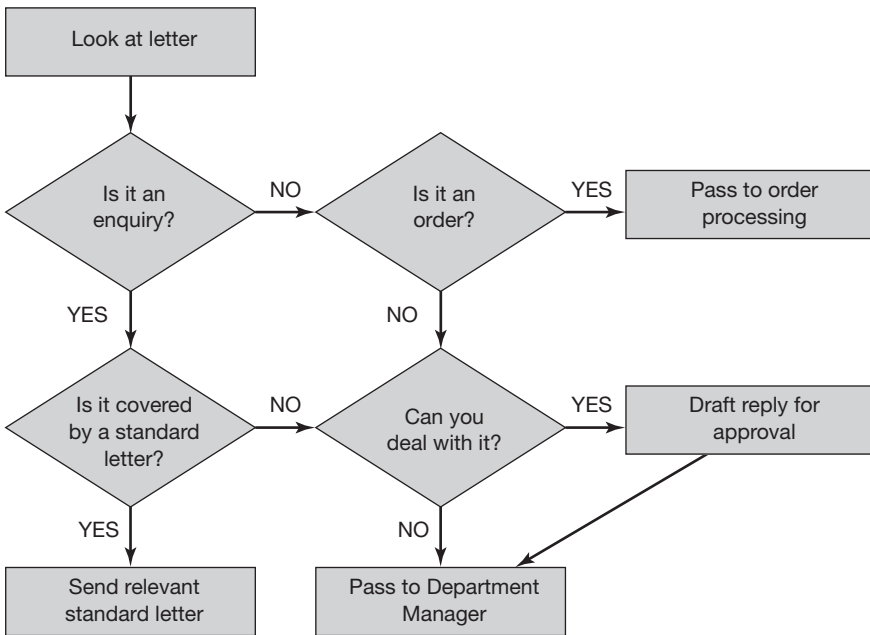 Look at letter
Is it an
enquiry?
NO
Is it an
order?
YES
Pass to order
processing
YES
NO
Is it covered
by a standard
letter?
NO
Can you
deal with it?
YES
Draft reply for
approval
YES
NO
Send relevant
standard letter
Pass to Department
Manager